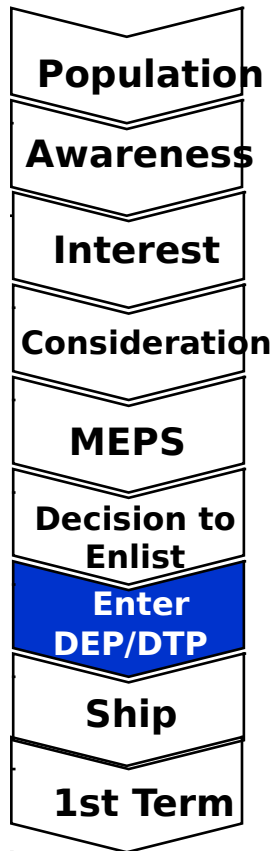 Population
Awareness
Interest
Consideration
MEPS
Decision to
Enlist
Enter
DEP/DTP
Ship
1st Term